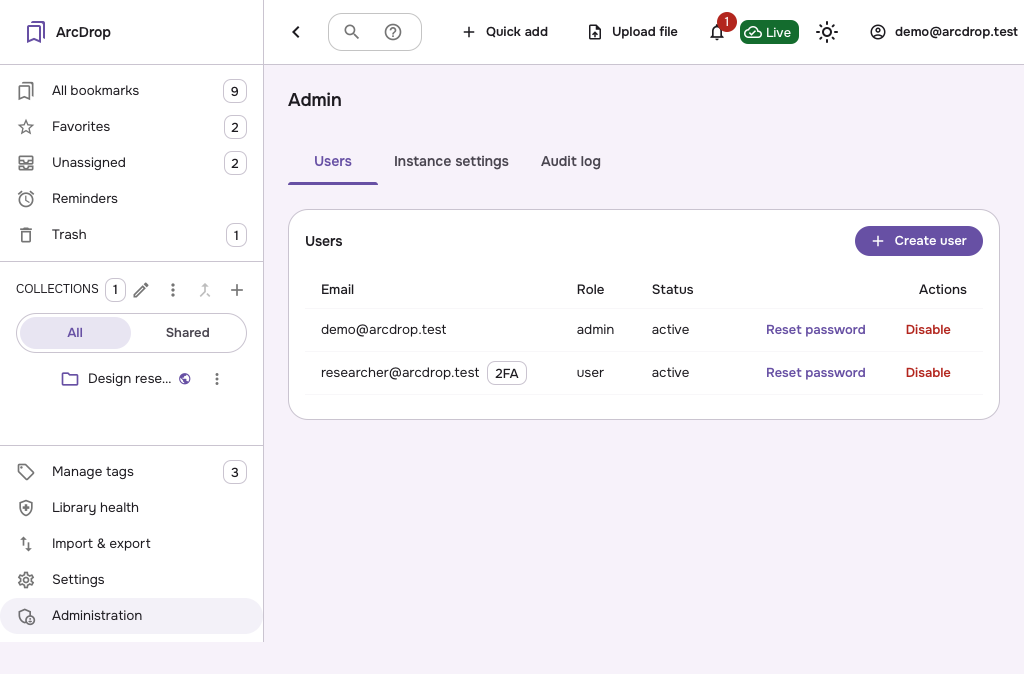 ArcDrop
Quick add
Upload file
1
Live
demo@arcdrop.test
All bookmarks 9
Favorites 2
Unassigned 2
Reminders
Trash 1
COLLECTIONS 1
All Shared
Design rese...
Manage tags 3
Library health
Import & export
Settings
Administration
Admin
Users Instance settings Audit log
Users Create user
Email Role Status Actions
demo@arcdrop.test admin active Reset password Disable
researcher@arcdrop.test 2FA user active Reset password Disable